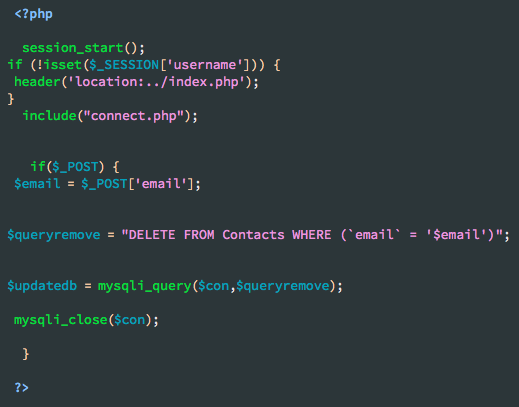 <?php
session_start();
if (!isset($_SESSION['username'])) {
header('location:../index.php');
}
include("connect.php");
if($_POST) {
$email = $_POST['email'];
$queryremove = "DELETE FROM Contacts WHERE (`email` = '$email')";
$updatedb = mysqli_query($con,$queryremove);
mysqli_close($con);
}
?>